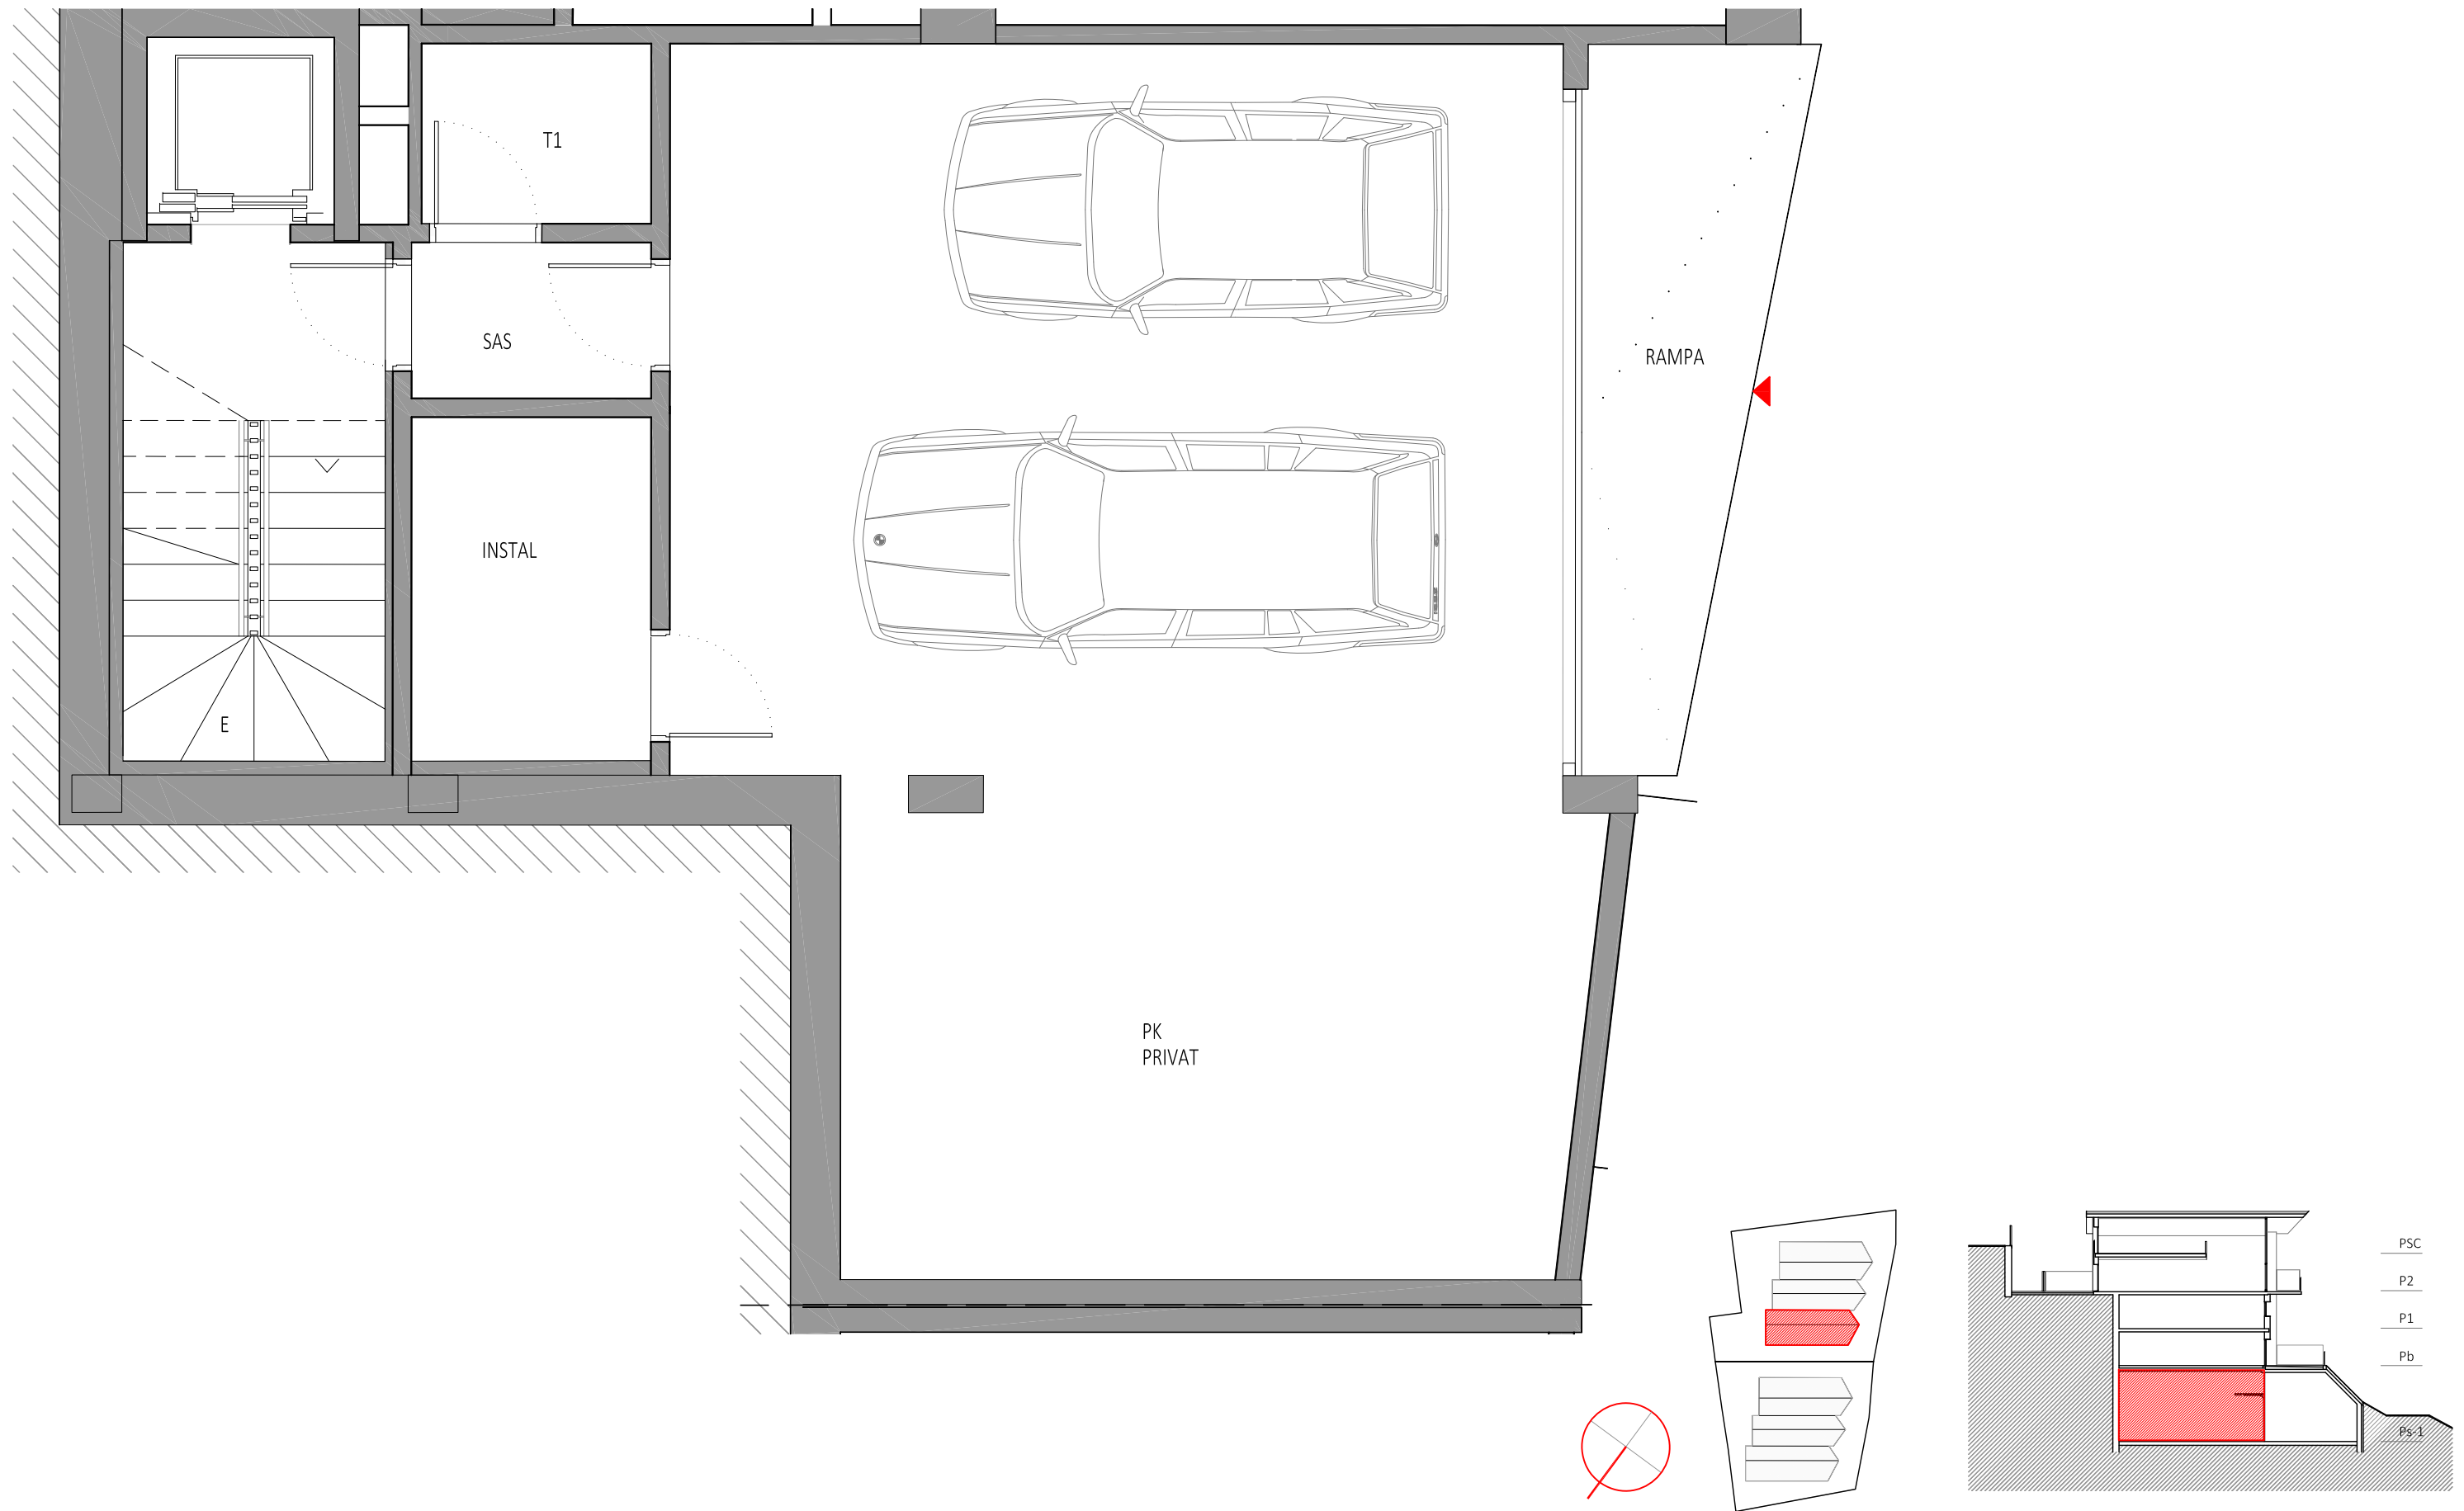 T1
SAS
RAMPA
INSTAL
E
PK
PRIVAT
PSC
P2
P1
Pb
Ps-1